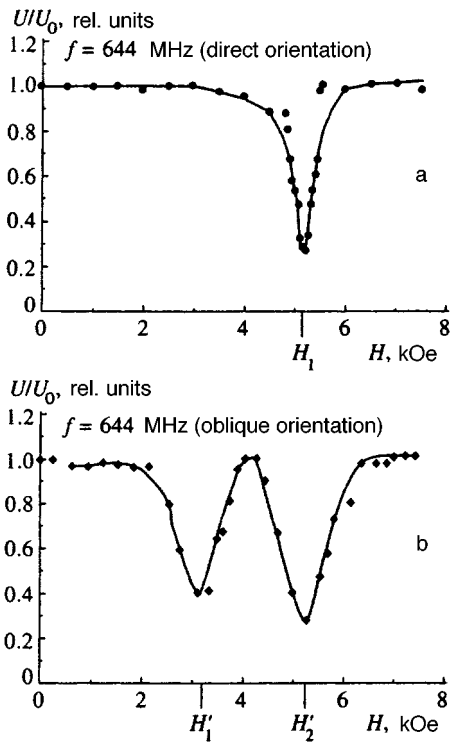 U/U₀, rel. units
f = 644 MHz (direct orientation)
1.2
1.0
0.8
0.6
0.4
0.2
0
a
0 2 4 6 8
H₁ H, kOe
U/U₀, rel. units
f = 644 MHz (oblique orientation)
1.2
1.0
0.8
0.6
0.4
0.2
0
b
0 2 4 6 8
H′₁ H′₂ H, kOe